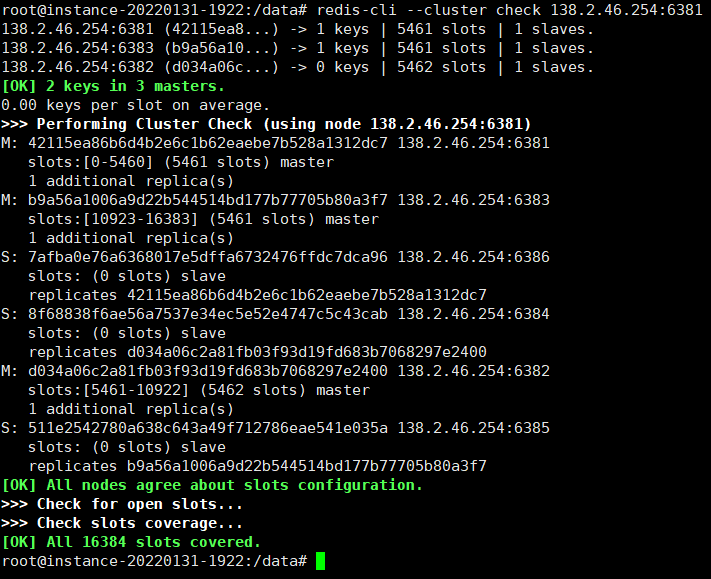 root@instance-20220131-1922:/data# redis-cli --cluster check 138.2.46.254:6381
138.2.46.254:6381 (42115ea8...) -> 1 keys | 5461 slots | 1 slaves.
138.2.46.254:6383 (b9a56a10...) -> 1 keys | 5461 slots | 1 slaves.
138.2.46.254:6382 (d034a06c...) -> 0 keys | 5462 slots | 1 slaves.
[OK] 2 keys in 3 masters.
0.00 keys per slot on average.
>>> Performing Cluster Check (using node 138.2.46.254:6381)
M: 42115ea86b6d4b2e6c1b62eaebe7b528a1312dc7 138.2.46.254:6381
   slots:[0-5460] (5461 slots) master
   1 additional replica(s)
M: b9a56a1006a9d22b544514bd177b77705b80a3f7 138.2.46.254:6383
   slots:[10923-16383] (5461 slots) master
   1 additional replica(s)
S: 7afba0e76a6368017e5dffa6732476ffdc7dca96 138.2.46.254:6386
   slots: (0 slots) slave
   replicates 42115ea86b6d4b2e6c1b62eaebe7b528a1312dc7
S: 8f68838f6ae56a7537e34ec5e52e4747c5c43cab 138.2.46.254:6384
   slots: (0 slots) slave
   replicates d034a06c2a81fb03f93d19fd683b7068297e2400
M: d034a06c2a81fb03f93d19fd683b7068297e2400 138.2.46.254:6382
   slots:[5461-10922] (5462 slots) master
   1 additional replica(s)
S: 511e2542780a638c643a49f712786eae541e035a 138.2.46.254:6385
   slots: (0 slots) slave
   replicates b9a56a1006a9d22b544514bd177b77705b80a3f7
[OK] All nodes agree about slots configuration.
>>> Check for open slots...
>>> Check slots coverage...
[OK] All 16384 slots covered.
root@instance-20220131-1922:/data#